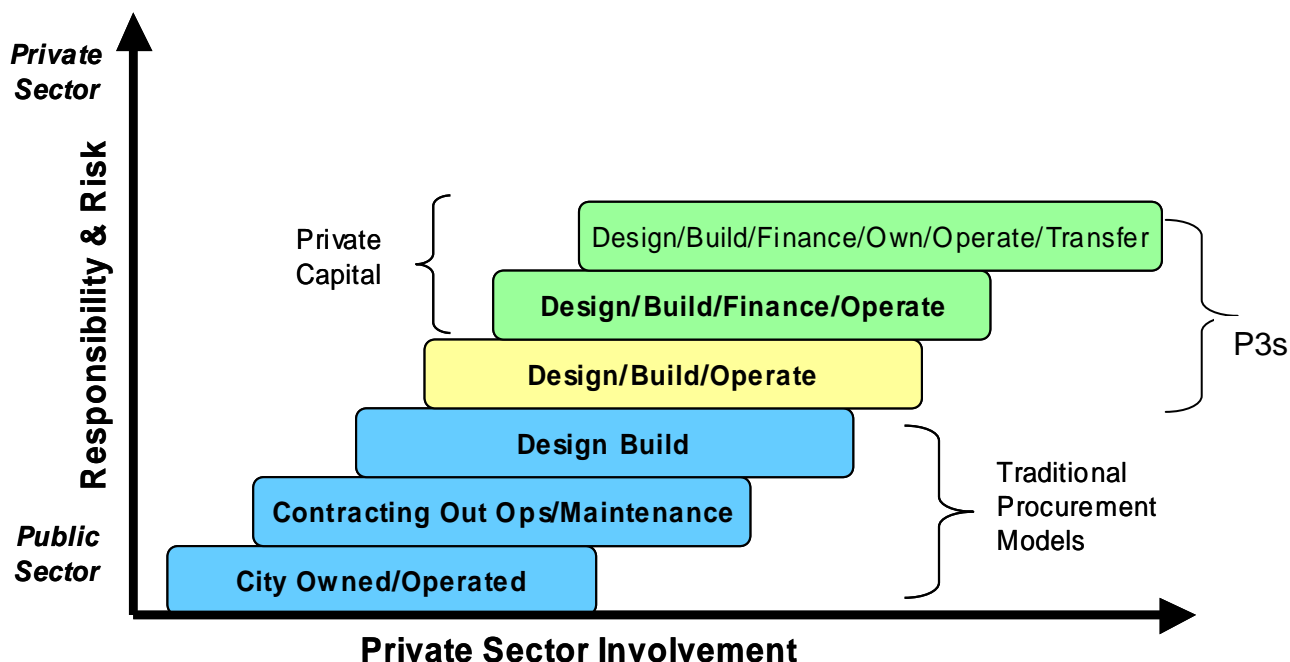 Private
Sector
Responsibility & Risk
Public
Sector
Private
Capital
Design/Build/Finance/Own/Operate/Transfer
Design/Build/Finance/Operate
Design/Build/Operate
Design Build
Contracting Out Ops/Maintenance
City Owned/Operated
P3s
Traditional
Procurement
Models
Private Sector Involvement